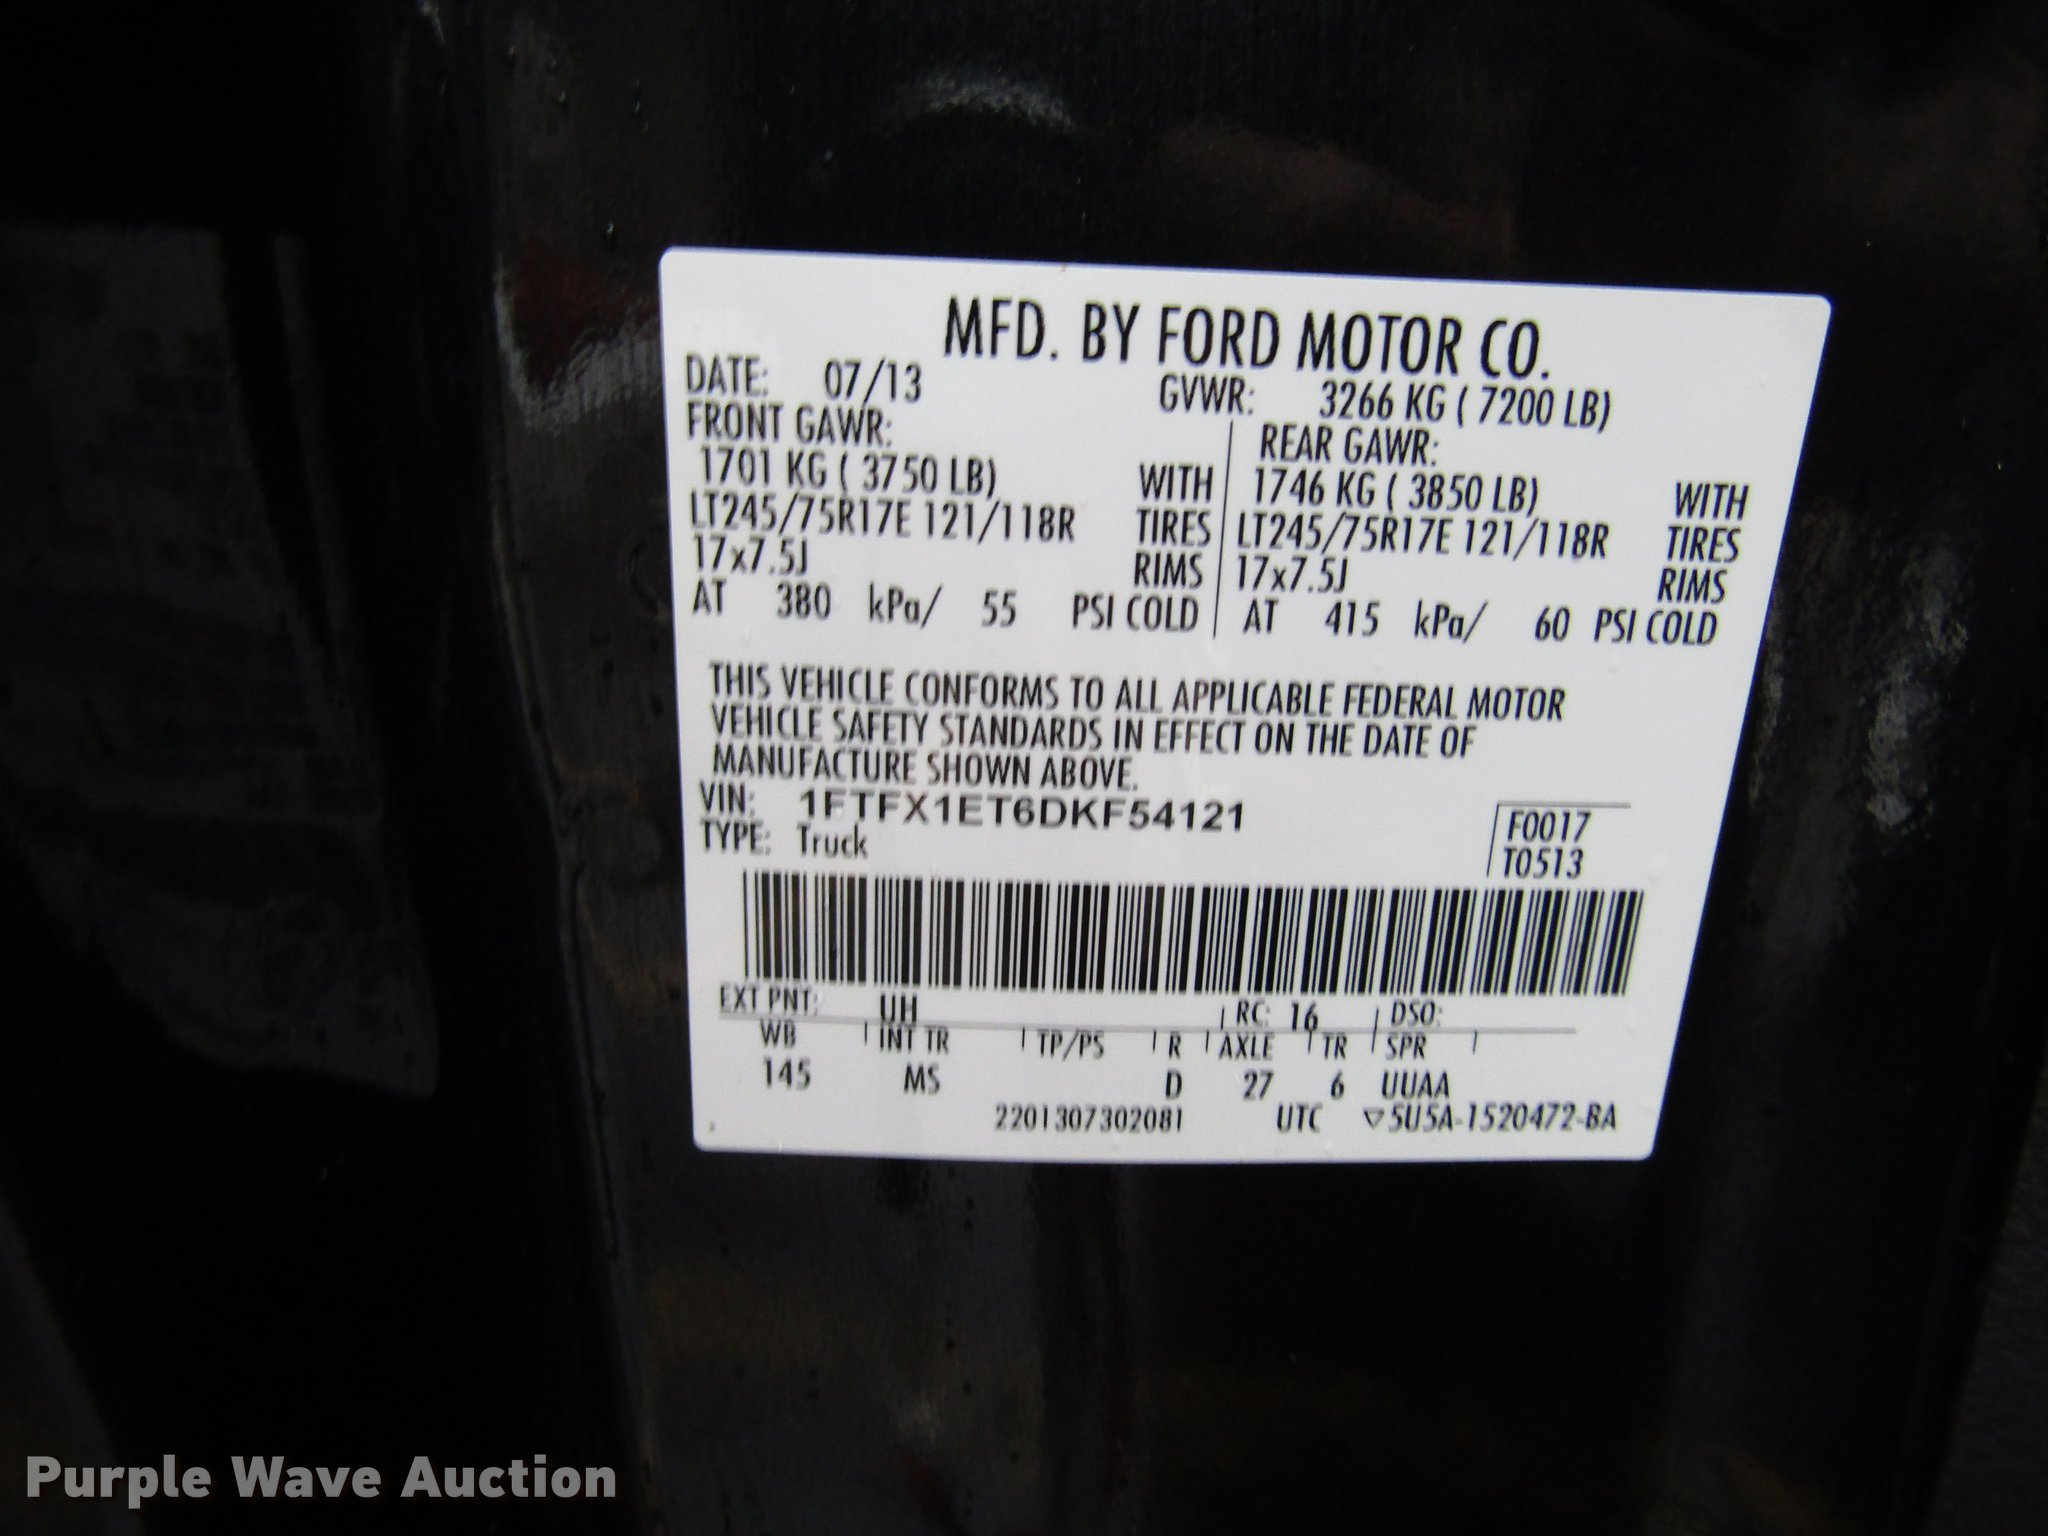 MFD. BY FORD MOTOR CO.
DATE: 07/13 GVWR: 3266 KG ( 7200 LB)
FRONT GAWR: REAR GAWR:
1701 KG ( 3750 LB) WITH 1746 KG ( 3850 LB) WITH
LT245/75R17E 121/118R TIRES LT245/75R17E 121/118R TIRES
17x7.5J RIMS 17x7.5J RIMS
AT 380 kPa/ 55 PSI COLD AT 415 kPa/ 60 PSI COLD
THIS VEHICLE CONFORMS TO ALL APPLICABLE FEDERAL MOTOR
VEHICLE SAFETY STANDARDS IN EFFECT ON THE DATE OF
MANUFACTURE SHOWN ABOVE.
VIN: 1FTFX1ET6DKF54121 F0017
TYPE: Truck T0513
EXT PNT: UH RC: 16 DSO:
WB INT TR TP/PS R AXLE TR SPR
145 MS D 27 6 UUAA
2201307302081 UTC ▽5U5A-1520472-BA
Purple Wave Auction